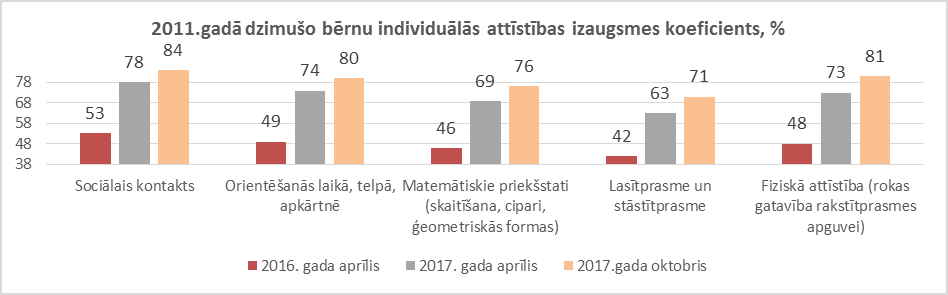 2011.gadā dzimušo bērnu individuālās attīstības izaugsmes koeficients, %
78
68
58
48
38
53
78
84
49
74
80
46
69
76
42
63
71
48
73
81
Sociālais kontakts
Orientēšanās laikā, telpā,
apkārtnē
Matemātiskie priekšstati
(skaitīšana, cipari,
ģeometriskās formas)
Lasītprasme un
stāstītprasme
Fiziskā attīstība (rokas
gatavība rakstītprasmes
apguvei)
2016. gada aprīlis
2017. gada aprīlis
2017.gada oktobris